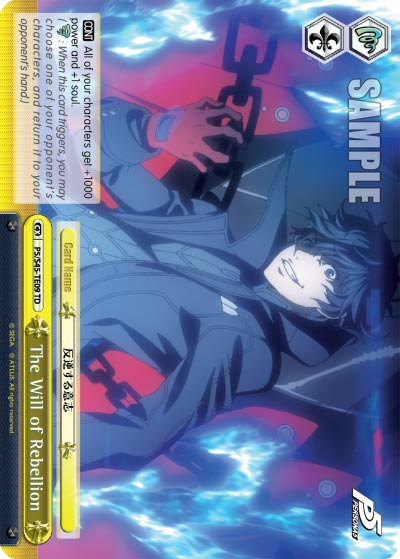 CONT All of your characters get +1000
power and +1 soul.
( : When this card triggers, you may
choose one of your opponent's
characters, and return it to your
opponent's hand.)
SAMPLE
Card Name
反逆する意志
CX P5/S45-TE09 TD
The Will of Rebellion
© SEGA © ATLUS. All rights reserved.
P5
PERSONA5